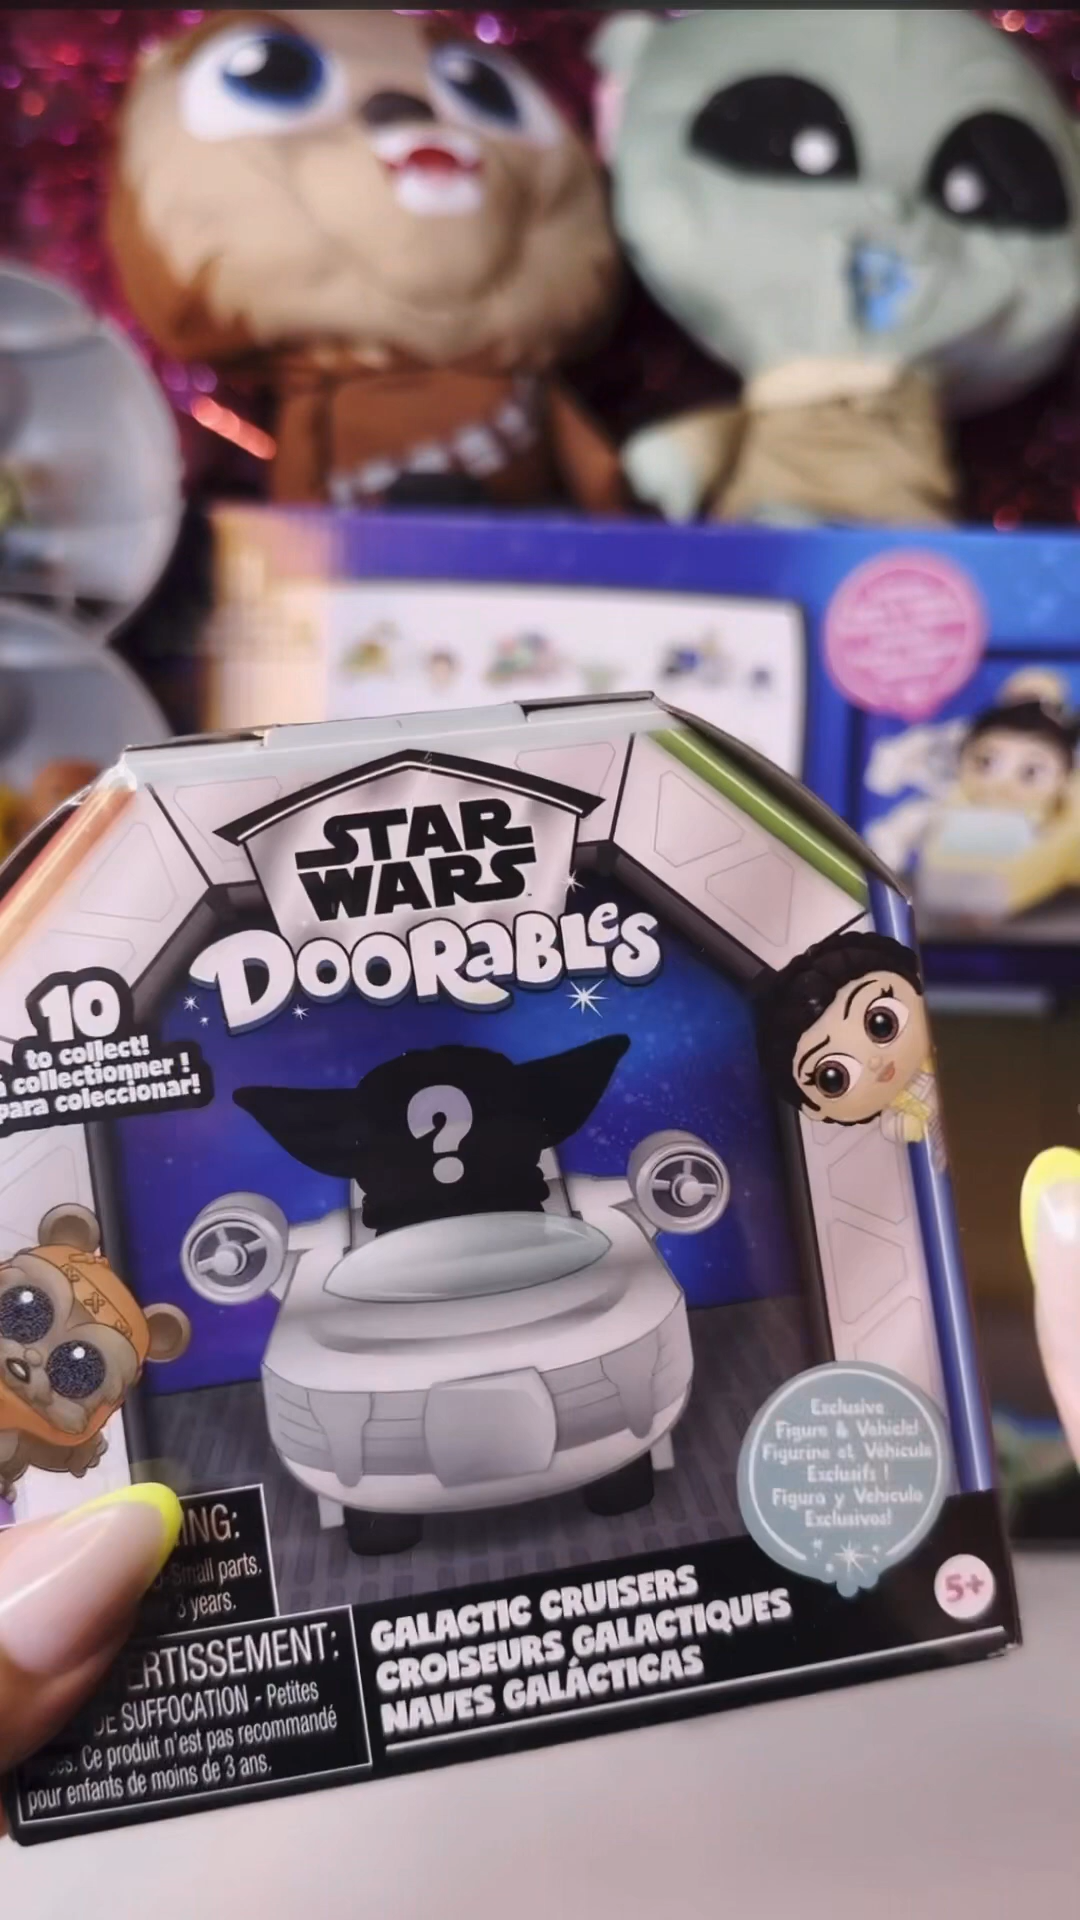 STAR
WARS
DOORaBLeS
10
to collect!
à collectionner !
para coleccionar!
?
Exclusive
Figure & Vehicle!
Figurine et Véhicule
Exclusifs !
Figura y Vehículo
Exclusivos!
5+
NING:
Small parts.
3 years.
ERTISSEMENT:
DE SUFFOCATION - Petites
Ce produit n'est pas recommandé
pour enfants de moins de 3 ans.
GALACTIC CRUISERS
CROISEURS GALACTIQUES
NAVES GALÁCTICAS